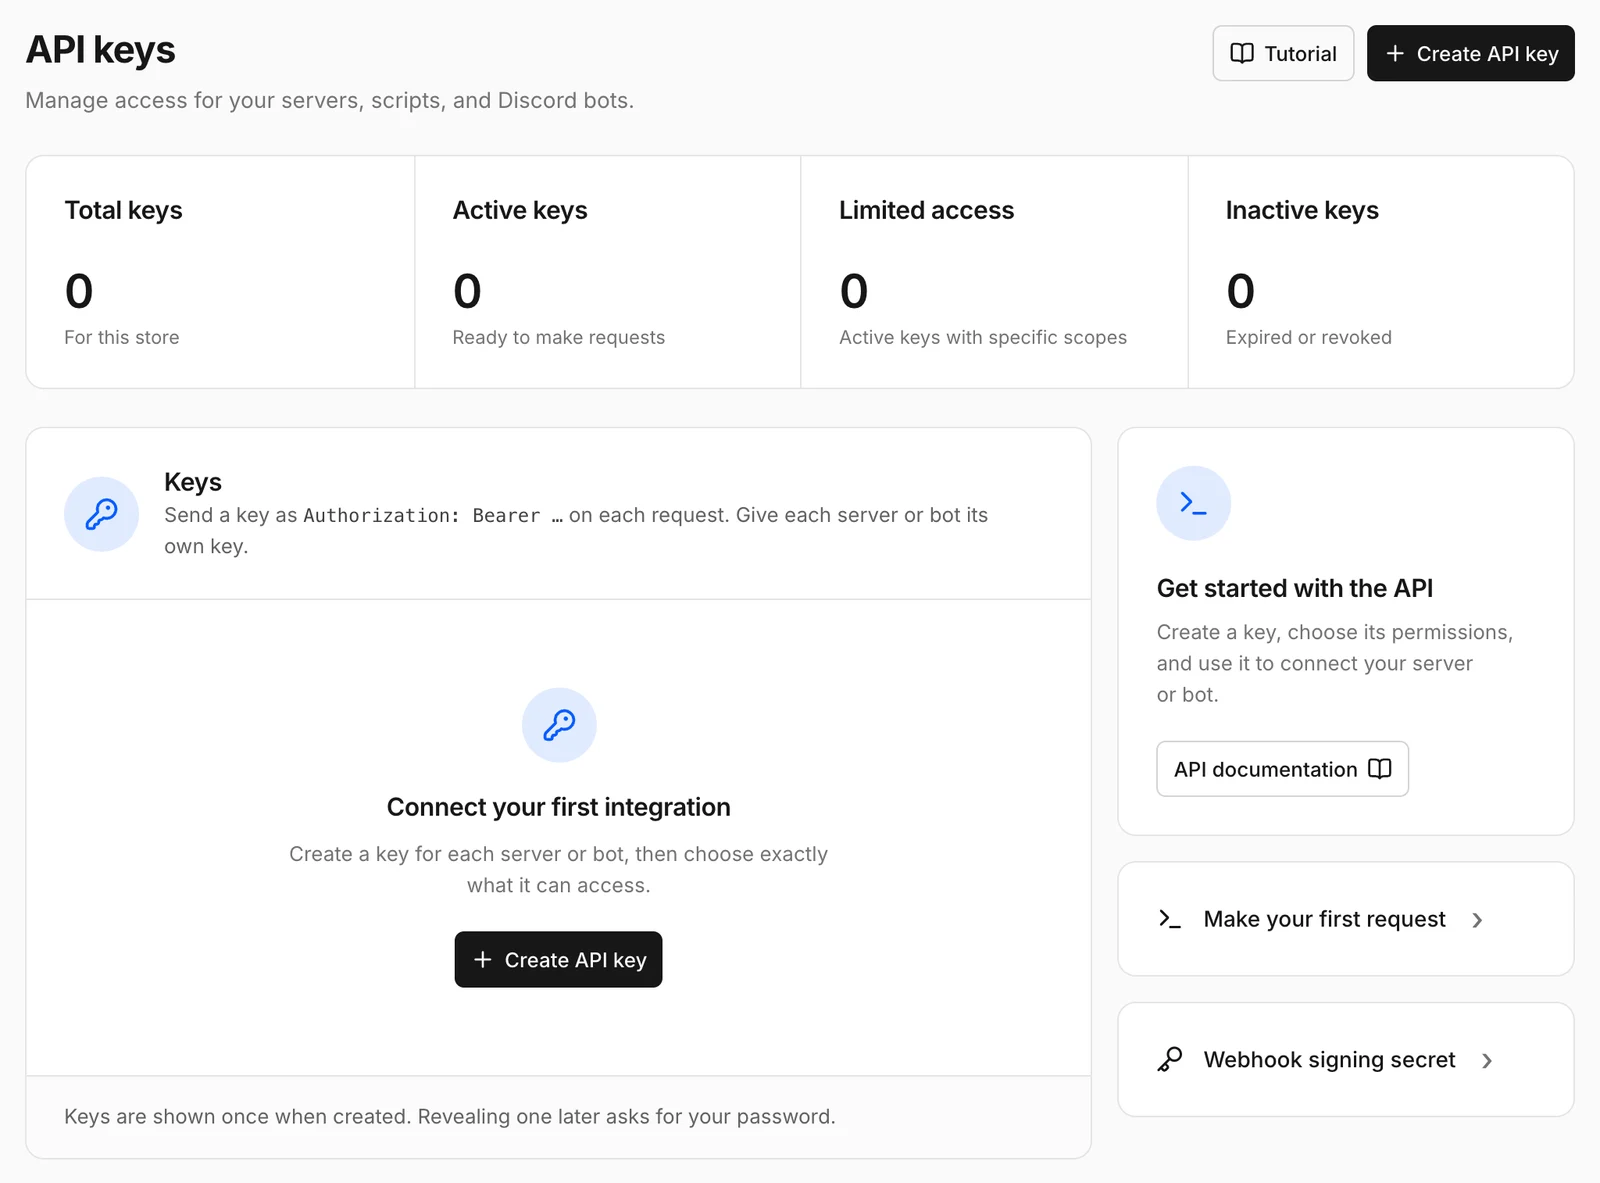 API keys
Manage access for your servers, scripts, and Discord bots.
Tutorial
Create API key
Total keys
0
For this store
Active keys
0
Ready to make requests
Limited access
0
Active keys with specific scopes
Inactive keys
0
Expired or revoked
Keys
Send a key as Authorization: Bearer … on each request. Give each server or bot its
own key.
Connect your first integration
Create a key for each server or bot, then choose exactly
what it can access.
Create API key
Keys are shown once when created. Revealing one later asks for your password.
Get started with the API
Create a key, choose its permissions,
and use it to connect your server
or bot.
API documentation
Make your first request
Webhook signing secret